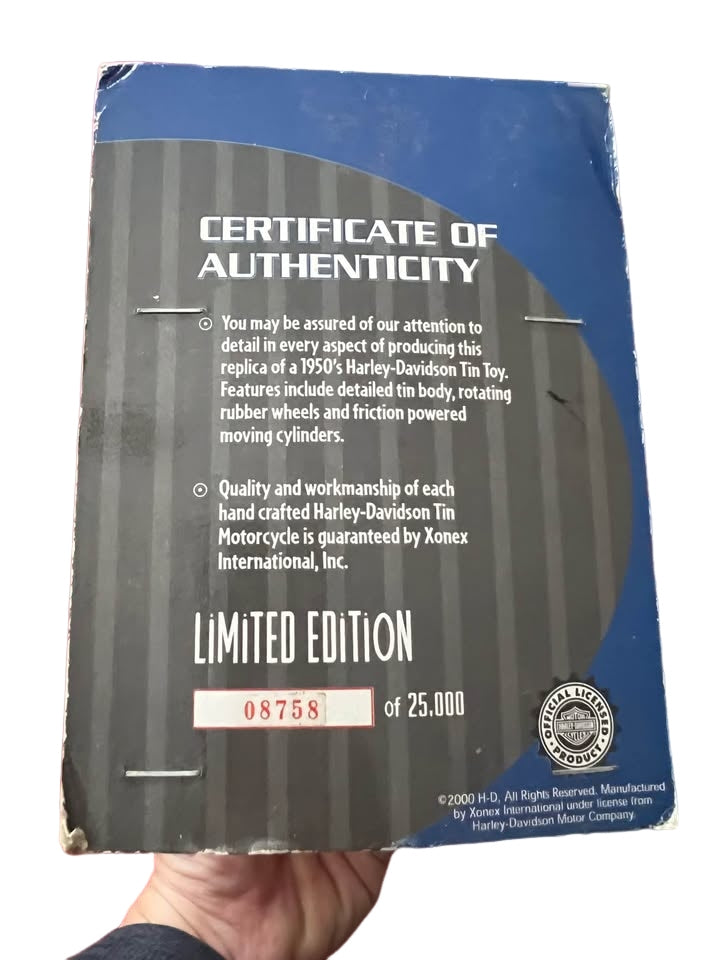 CERTIFICATE OF
AUTHENTICITY
You may be assured of our attention to
detail in every aspect of producing this
replica of a 1950's Harley-Davidson Tin Toy.
Features include detailed tin body, rotating
rubber wheels and friction powered
moving cylinders.
Quality and workmanship of each
hand crafted Harley-Davidson Tin
Motorcycle is guaranteed by Xonex
International, Inc.
LiMiTED EDiTiON
08758 of 25.000
OFFICIAL LICENSED
MOTOR
HARLEY-DAVIDSON
CYCLES
PRODUCT
©2000 H-D, All Rights Reserved. Manufactured
by Xonex International under license from
Harley-Davidson Motor Company.